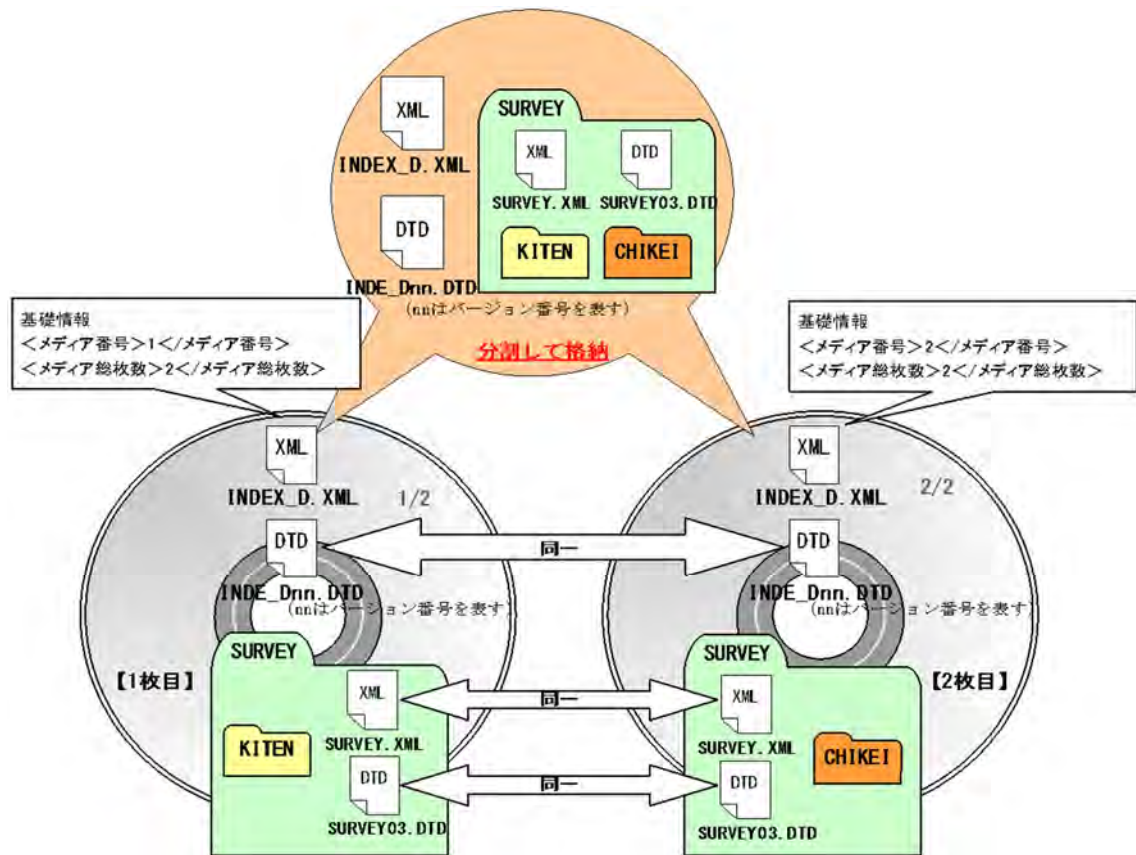 XML
INDEX_D.XML
DTD
INDE_Dnn.DTD
(nnはバージョン番号を表す)
SURVEY
XML
SURVEY.XML
DTD
SURVEY03.DTD
KITEN
CHIKEI
分割して格納
基礎情報
<メディア番号>1</メディア番号>
<メディア総枚数>2</メディア総枚数>
基礎情報
<メディア番号>2</メディア番号>
<メディア総枚数>2</メディア総枚数>
XML
INDEX_D.XML
1/2
DTD
INDE_Dnn.DTD
(nnはバージョン番号を表す)
【1枚目】
SURVEY
KITEN
XML
SURVEY.XML
DTD
SURVEY03.DTD
同一
同一
同一
XML
INDEX_D.XML
2/2
DTD
INDE_Dnn.DTD
(nnはバージョン番号を表す)
【2枚目】
SURVEY
XML
SURVEY.XML
CHIKEI
DTD
SURVEY03.DTD